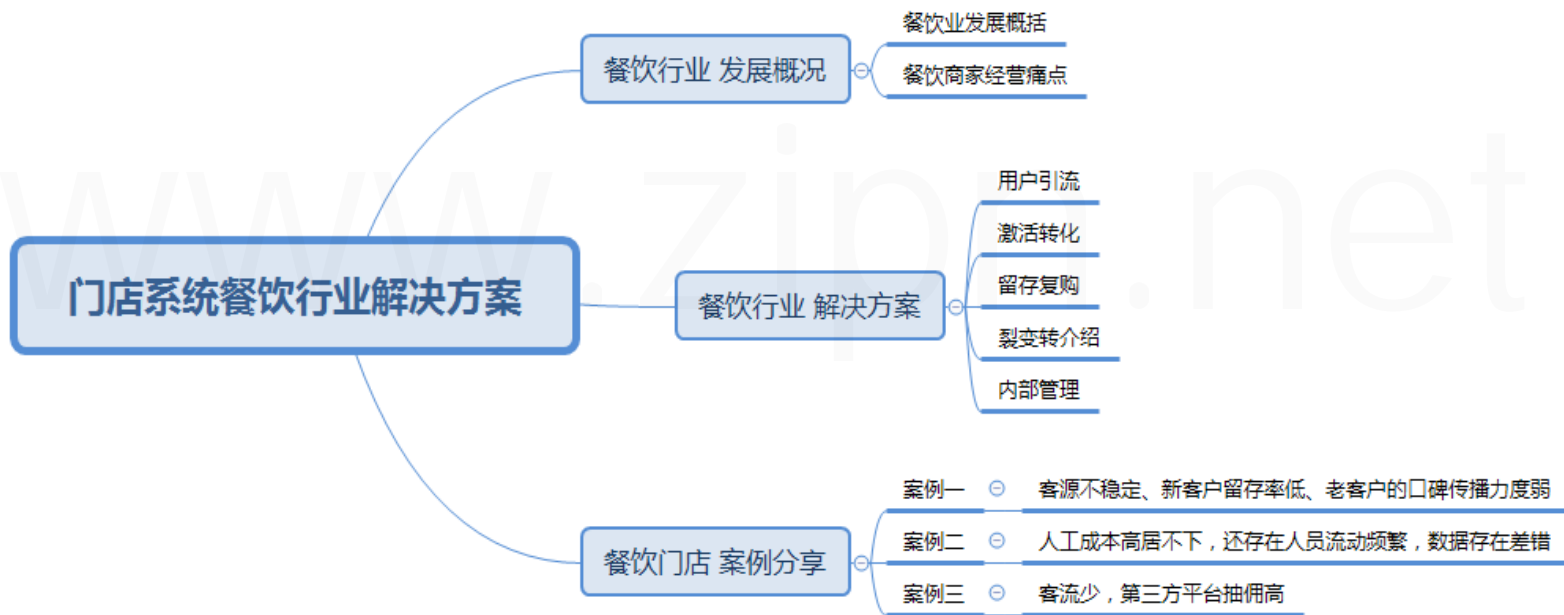 餐饮业发展概括
餐饮行业 发展概况
餐饮商家经营痛点
用户引流
激活转化
留存复购
门店系统餐饮行业解决方案
餐饮行业 解决方案
裂变转介绍
内部管理
案例一 客源不稳定、新客户留存率低、老客户的口碑传播力度弱
案例二 人工成本高居不下，还存在人员流动频繁，数据存在差错
餐饮门店 案例分享
案例三 客流少，第三方平台抽佣高